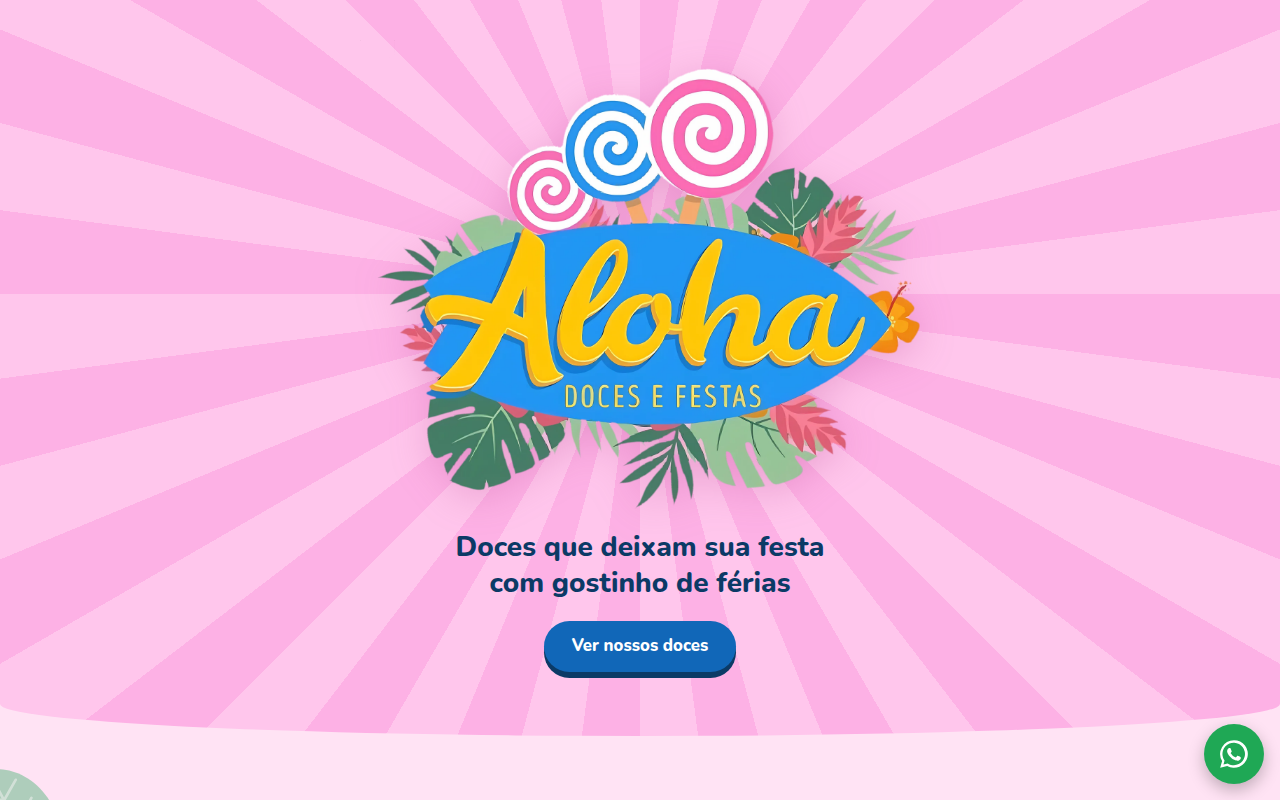 Aloha
DOCES E FESTAS
Doces que deixam sua festa
com gostinho de férias
Ver nossos doces